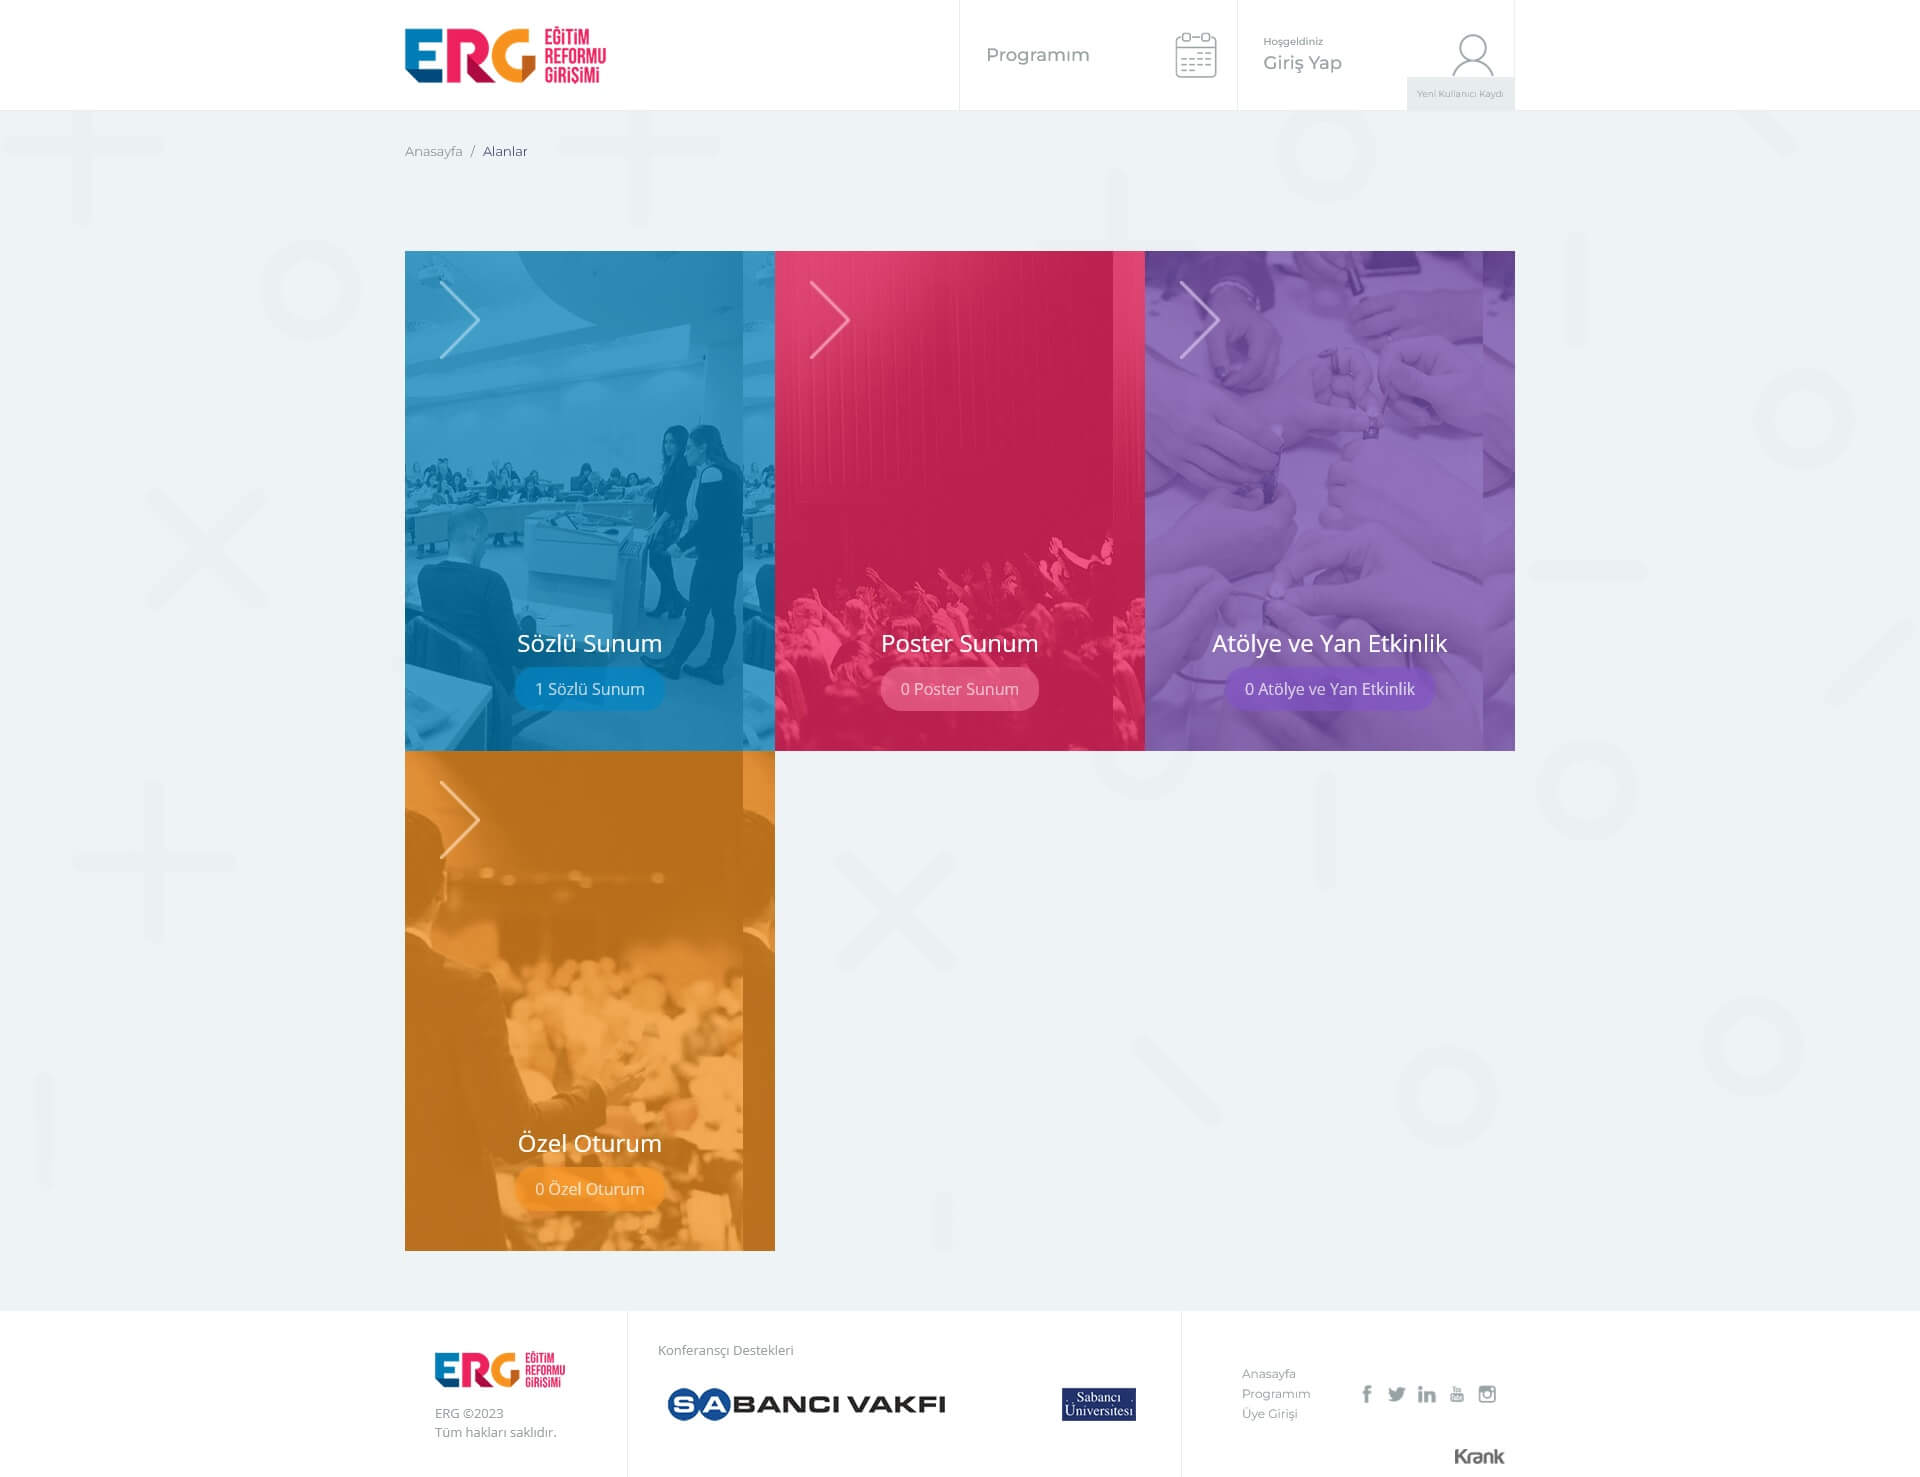 ERG EĞİTİM
REFORMU
GİRİŞİMİ
Programım
Hoşgeldiniz
Giriş Yap
Yeni Kullanıcı Kaydı
Anasayfa / Alanlar
Sözlü Sunum
1 Sözlü Sunum
Poster Sunum
0 Poster Sunum
Atölye ve Yan Etkinlik
0 Atölye ve Yan Etkinlik
Özel Oturum
0 Özel Oturum
ERG EĞİTİM
REFORMU
GİRİŞİMİ
ERG ©2023
Tüm hakları saklıdır.
Konferansçı Destekleri
SABANCI VAKFI
Sabancı
Üniversitesi
Anasayfa
Programım
Üye Girişi
You
Tube
Krank